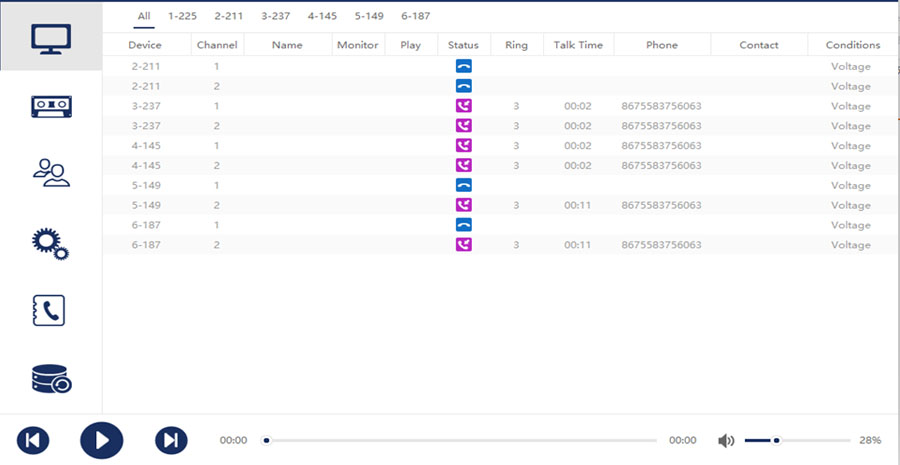 All 1-225 2-211 3-237 4-145 5-149 6-187
Device Channel Name Monitor Play Status Ring Talk Time Phone Contact Conditions
2-211 1 Voltage
2-211 2 Voltage
3-237 1 3 00:02 8675583756063 Voltage
3-237 2 3 00:02 8675583756063 Voltage
4-145 1 3 00:02 8675583756063 Voltage
4-145 2 3 00:02 8675583756063 Voltage
5-149 1 Voltage
5-149 2 3 00:11 8675583756063 Voltage
6-187 1 Voltage
6-187 2 3 00:11 8675583756063 Voltage
00:00 00:00 28%